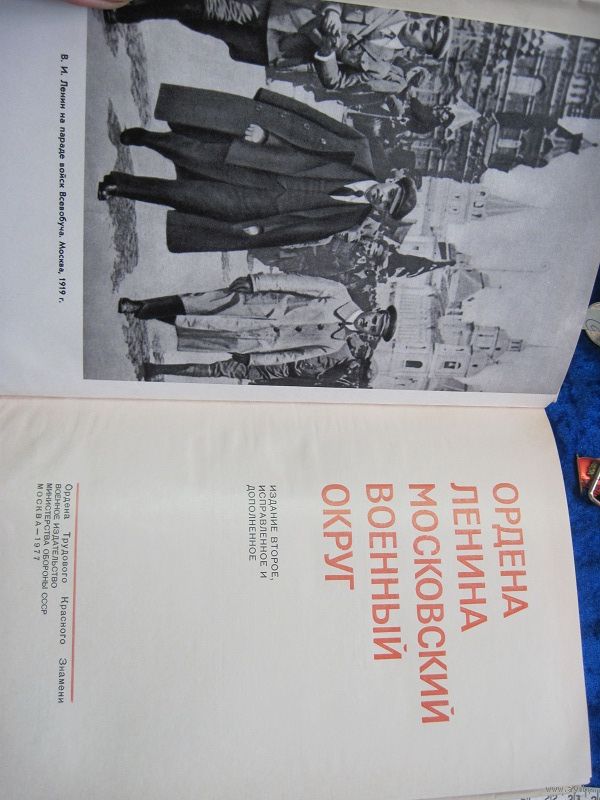 В. И. Ленин на параде войск Всевобуча. Москва, 1919 г.
ОРДЕНА
ЛЕНИНА
МОСКОВСКИЙ
ВОЕННЫЙ
ОКРУГ
ИЗДАНИЕ ВТОРОЕ,
ИСПРАВЛЕННОЕ И
ДОПОЛНЕННОЕ
Ордена Трудового Красного Знамени
ВОЕННОЕ ИЗДАТЕЛЬСТВО
МИНИСТЕРСТВА ОБОРОНЫ СССР
МОСКВА—1977